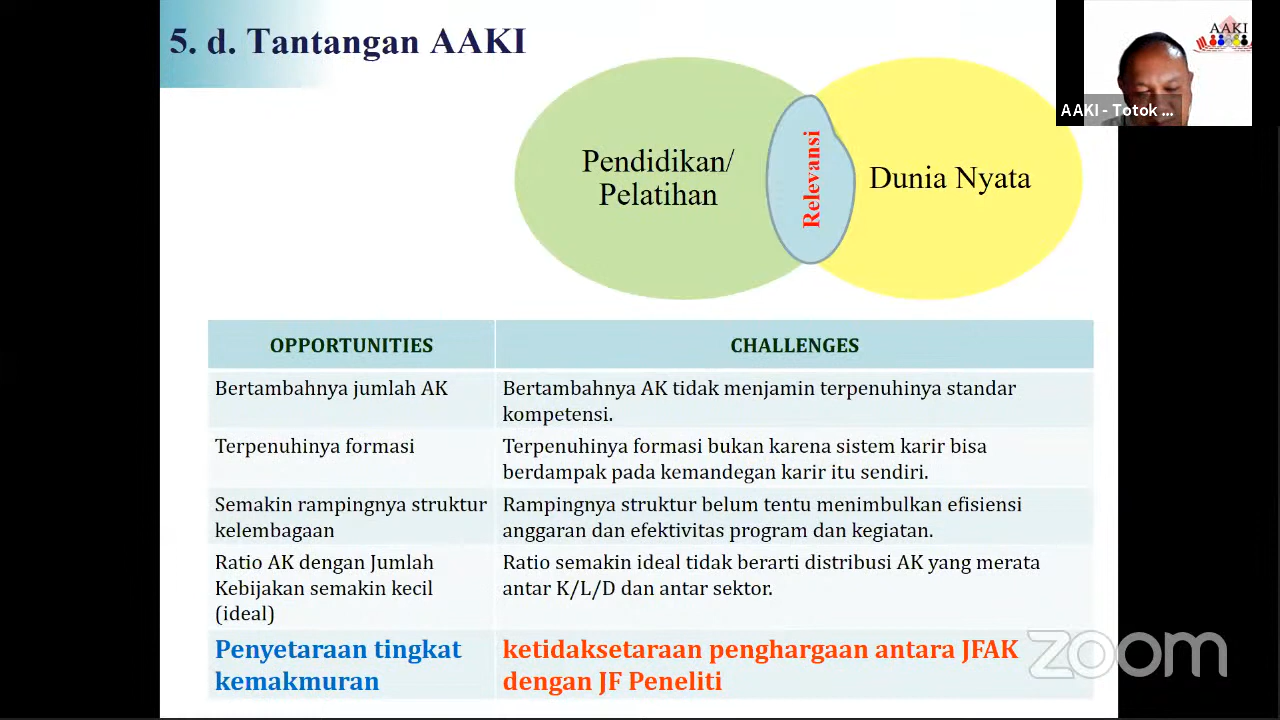 5. d. Tantangan AAKI
AAKI
AAKI - Totok ...
Pendidikan/
Pelatihan
Relevansi
Dunia Nyata
OPPORTUNITIES
CHALLENGES
Bertambahnya jumlah AK
Bertambahnya AK tidak menjamin terpenuhinya standar
kompetensi.
Terpenuhinya formasi
Terpenuhinya formasi bukan karena sistem karir bisa
berdampak pada kemandegan karir itu sendiri.
Semakin rampingnya struktur
kelembagaan
Rampingnya struktur belum tentu menimbulkan efisiensi
anggaran dan efektivitas program dan kegiatan.
Ratio AK dengan Jumlah
Kebijakan semakin kecil
(ideal)
Ratio semakin ideal tidak berarti distribusi AK yang merata
antar K/L/D dan antar sektor.
Penyetaraan tingkat
kemakmuran
ketidaksetaraan penghargaan antara JFAK
dengan JF Peneliti
zoom